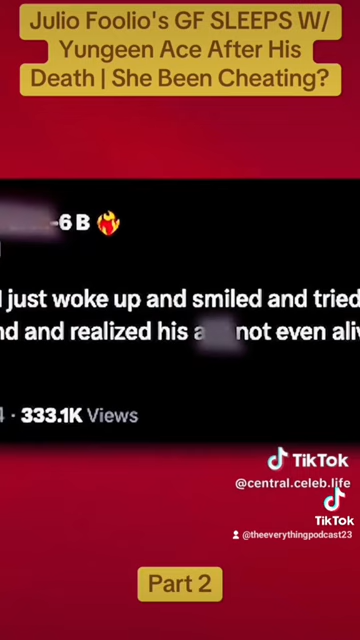 Julio Foolio's GF SLEEPS W/
Yungeen Ace After His
Death | She Been Cheating?
-6 B
I just woke up and smiled and tried
nd and realized his not even aliv
4 · 333.1K Views
TikTok
@central.celeb.life
TikTok
@theeverythingpodcast23
Part 2